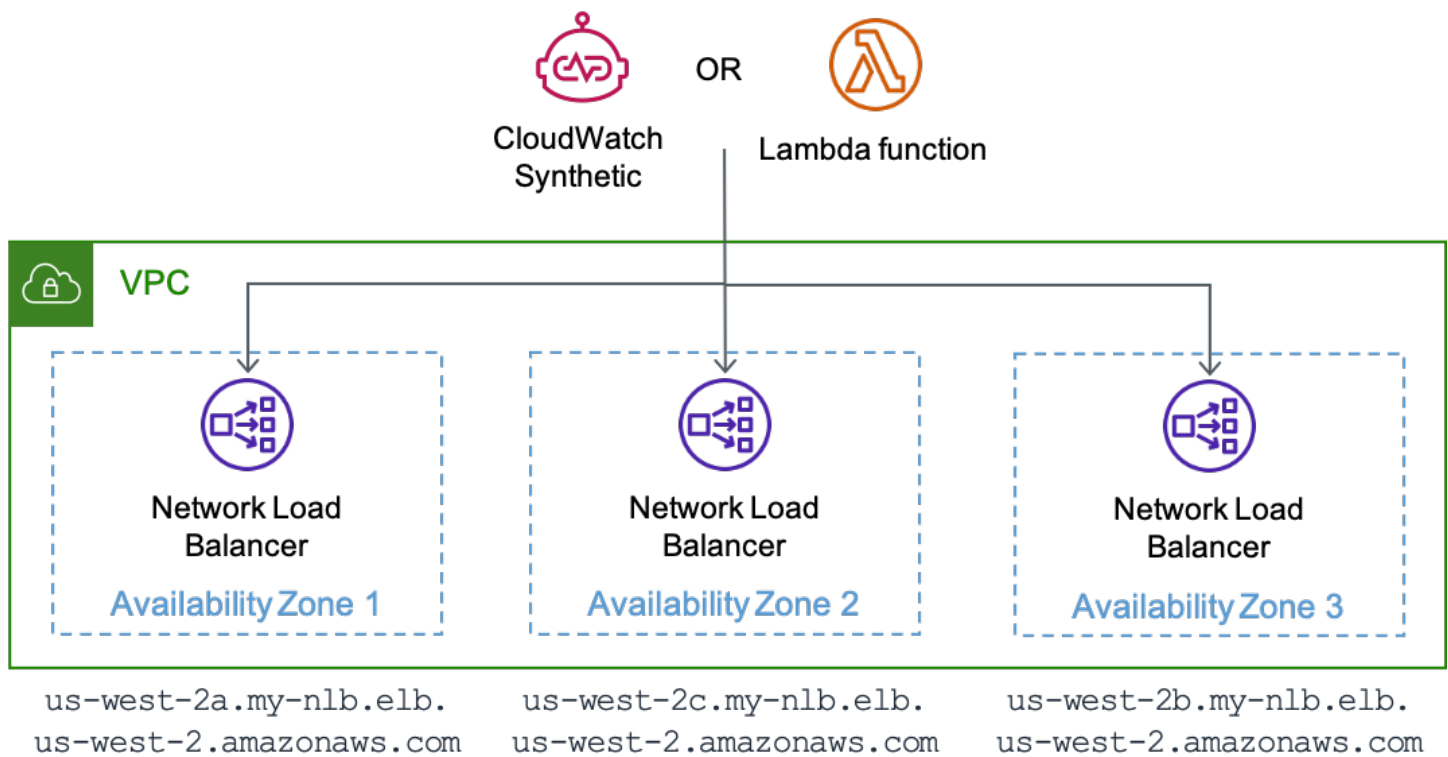 OR
CloudWatch
Synthetic
Lambda function
VPC
Network Load
Balancer
Availability Zone 1
Network Load
Balancer
Availability Zone 2
Network Load
Balancer
Availability Zone 3
us-west-2a.my-nlb.elb.
us-west-2.amazonaws.com
us-west-2c.my-nlb.elb.
us-west-2.amazonaws.com
us-west-2b.my-nlb.elb.
us-west-2.amazonaws.com